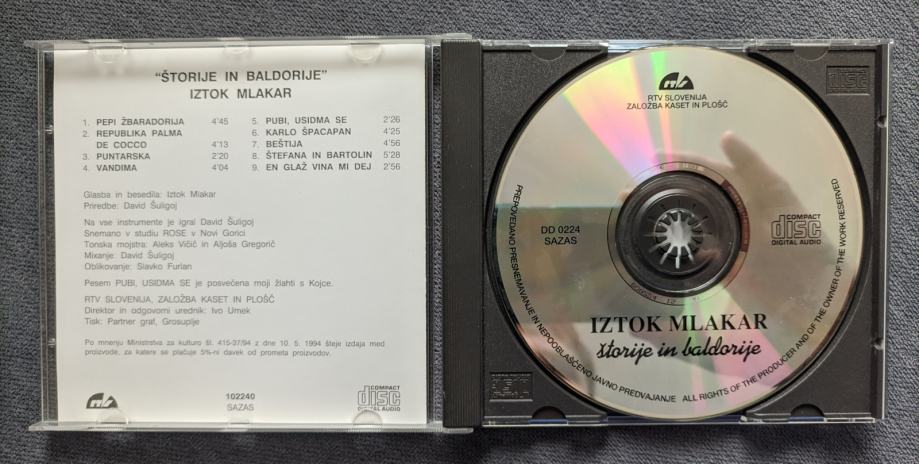 "ŠTORIJE IN BALDORIJE"
IZTOK MLAKAR
1. PEPI ŽBARADORIJA 4'45
2. REPUBLIKA PALMA
DE COCCO 4'13
3. PUNTARSKA 2'20
4. VANDIMA 4'04
5. PUBI, USIDMA SE 2'26
6. KARLO ŠPACAPAN 4'25
7. BEŠTIJA 4'56
8. ŠTEFANA IN BARTOLIN 5'28
9. EN GLAŽ VINA MI DEJ 2'56
Glasba in besedila: Iztok Mlakar
Priredbe: David Šuligoj
Na vse instrumente je igral David Šuligoj
Snemano v studiu ROSE v Novi Gorici
Tonska mojstra: Aleks Vičič in Aljoša Gregorič
Mixanje: David Šuligoj
Oblikovanje: Slavko Furlan
Pesem PUBI, USIDMA SE je posvečena moji žlahti s Kojce.
RTV SLOVENIJA, ZALOŽBA KASET IN PLOŠČ
Direktor in odgovorni urednik: Ivo Umek
Tisk: Partner graf, Grosuplje
Po mnenju Ministrstva za kulturo šl. 415-37/94 z dne 10. 5. 1994 šteje izdaja med
proizvode, za katere se plačuje 5%-ni davek od prometa proizvodov.
102240
SAZAS
COMPACT
disc
DIGITAL AUDIO
RTV SLOVENIJA
ZALOŽBA KASET IN PLOŠČ
DD 0224
SAZAS
COMPACT
disc
DIGITAL AUDIO
IZTOK MLAKAR
štorije in baldorije
PREPOVEDANO PRESNEMAVANJE IN NEPOOBLAŠČENO JAVNO PREDVAJANJE ALL RIGHTS OF THE PRODUCER AND OF THE OWNER OF THE WORK RESERVED